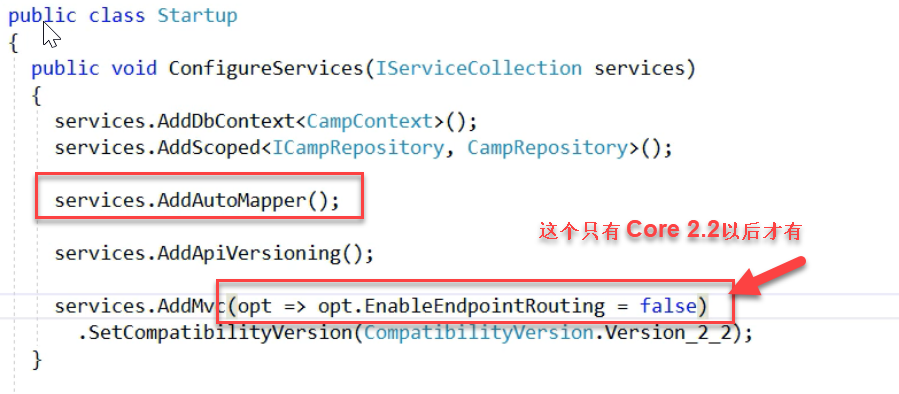 public class Startup
{
public void ConfigureServices(IServiceCollection services)
{
services.AddDbContext<CampContext>();
services.AddScoped<ICampRepository, CampRepository>();
services.AddAutoMapper();
这个只有 Core 2.2以后才有
services.AddApiVersioning();
services.AddMvc(opt => opt.EnableEndpointRouting = false)
.SetCompatibilityVersion(CompatibilityVersion.Version_2_2);
}